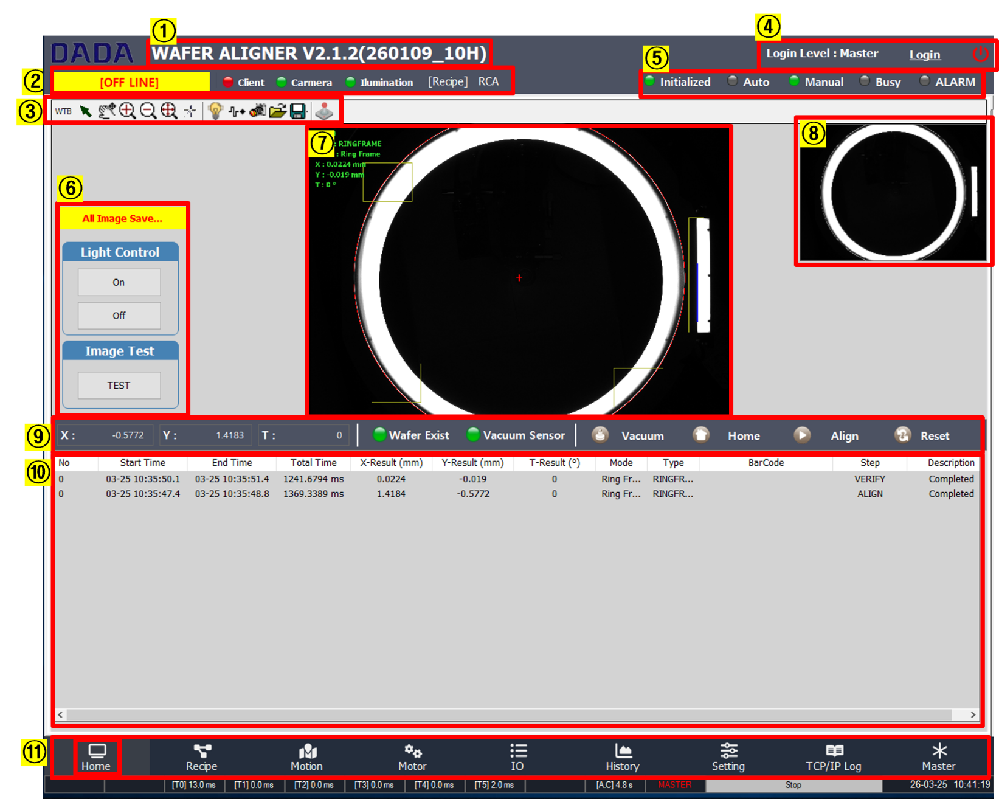 ①
④
DADA
WAFER ALIGNER V2.1.2(260109_10H)
Login Level : Master
Login
⑤
②
[OFF LINE]
Client
Carmera
Ilumination
[Recipe]
RCA
Initialized
Auto
Manual
Busy
ALARM
③
WTB
⑦
: RINGFRAME
: Ring Frame
X : 0.0224 mm
Y : -0.019 mm
T : 0 °
⑧
⑥
All Image Save...
Light Control
On
Off
Image Test
TEST
⑨
X :
-0.5772
Y :
1.4183
T :
0
Wafer Exist
Vacuum Sensor
Vacuum
Home
Align
Reset
⑩
No Start Time End Time Total Time X-Result (mm) Y-Result (mm) T-Result (°) Mode Type BarCode Step Description
0 03-25 10:35:50.1 03-25 10:35:51.4 1241.6794 ms 0.0224 -0.019 0 Ring Fr... RINGFR... VERIFY Completed
0 03-25 10:35:47.4 03-25 10:35:48.8 1369.3389 ms 1.4184 -0.5772 0 Ring Fr... RINGFR... ALIGN Completed
⑪
Home
Recipe
Motion
Motor
IO
History
Setting
TCP/IP Log
Master
[T0] 13.0 ms
[T1] 0.0 ms
[T2] 0.0 ms
[T3] 0.0 ms
[T4] 0.0 ms
[T5] 2.0 ms
[A.C] 4.8 s
MASTER
Stop
26-03-25 10:41:19